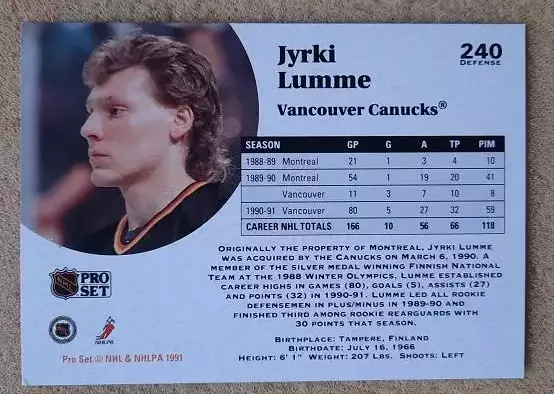 Jyrki
Lumme
240
DEFENSE
Vancouver Canucks®
SEASON GP G A TP PIM
1988-89 Montreal 21 1 3 4 10
1989-90 Montreal 54 1 19 20 41
Vancouver 11 3 7 10 8
1990-91 Vancouver 80 5 27 32 59
CAREER NHL TOTALS 166 10 56 66 118
ORIGINALLY THE PROPERTY OF MONTREAL, JYRKI LUMME
WAS ACQUIRED BY THE CANUCKS ON MARCH 6, 1990. A
MEMBER OF THE SILVER MEDAL WINNING FINNISH NATIONAL
TEAM AT THE 1988 WINTER OLYMPICS, LUMME ESTABLISHED
CAREER HIGHS IN GAMES (80), GOALS (5), ASSISTS (27)
AND POINTS (32) IN 1990-91. LUMME LED ALL ROOKIE
DEFENSEMEN IN PLUS/MINUS IN 1989-90 AND
FINISHED THIRD AMONG ROOKIE REARGUARDS WITH
30 POINTS THAT SEASON.
BIRTHPLACE: TAMPERE, FINLAND
BIRTHDATE: JULY 16, 1966
HEIGHT: 6' 1" WEIGHT: 207 LBS. SHOOTS: LEFT
NHL
PRO
SET
NHLPA
Pro Set © NHL & NHLPA 1991